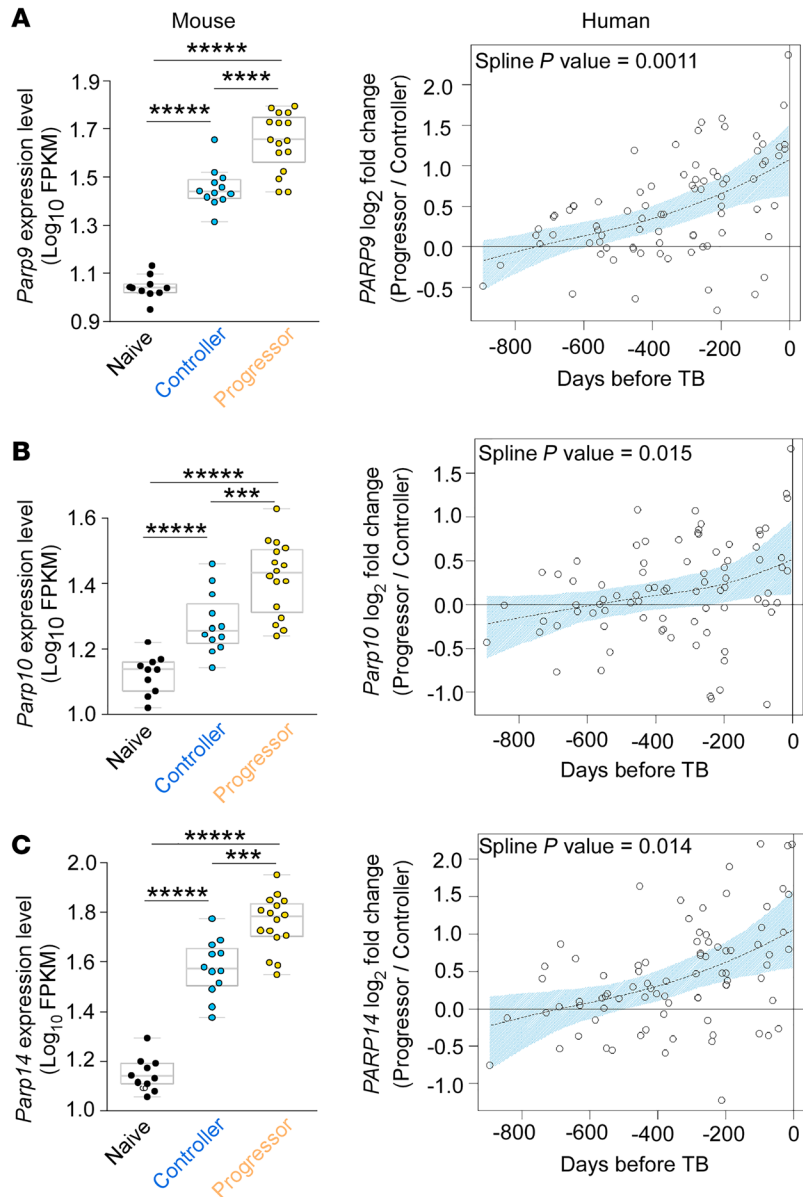 A
Mouse
Human
*****
****
*****
1.9
1.7
1.5
1.3
1.1
0.9
Parp9 expression level
(Log10 FPKM)
Naive
Controller
Progressor
Spline P value = 0.0011
2.0
1.5
1.0
0.5
0.0
-0.5
PARP9 log2 fold change
(Progressor / Controller)
-800
-600
-400
-200
0
Days before TB
B
*****
***
*****
1.6
1.4
1.2
1.0
Parp10 expression level
(Log10 FPKM)
Naive
Controller
Progressor
Spline P value = 0.015
1.5
1.0
0.5
0.0
-1.0
Parp10 log2 fold change
(Progressor / Controller)
-800
-600
-400
-200
0
Days before TB
C
*****
***
*****
2.0
1.8
1.6
1.4
1.2
1.0
Parp14 expression level
(Log10 FPKM)
Naive
Controller
Progressor
Spline P value = 0.014
2.0
1.5
1.0
0.5
0.0
-1.0
PARP14 log2 fold change
(Progressor / Controller)
-800
-600
-400
-200
0
Days before TB